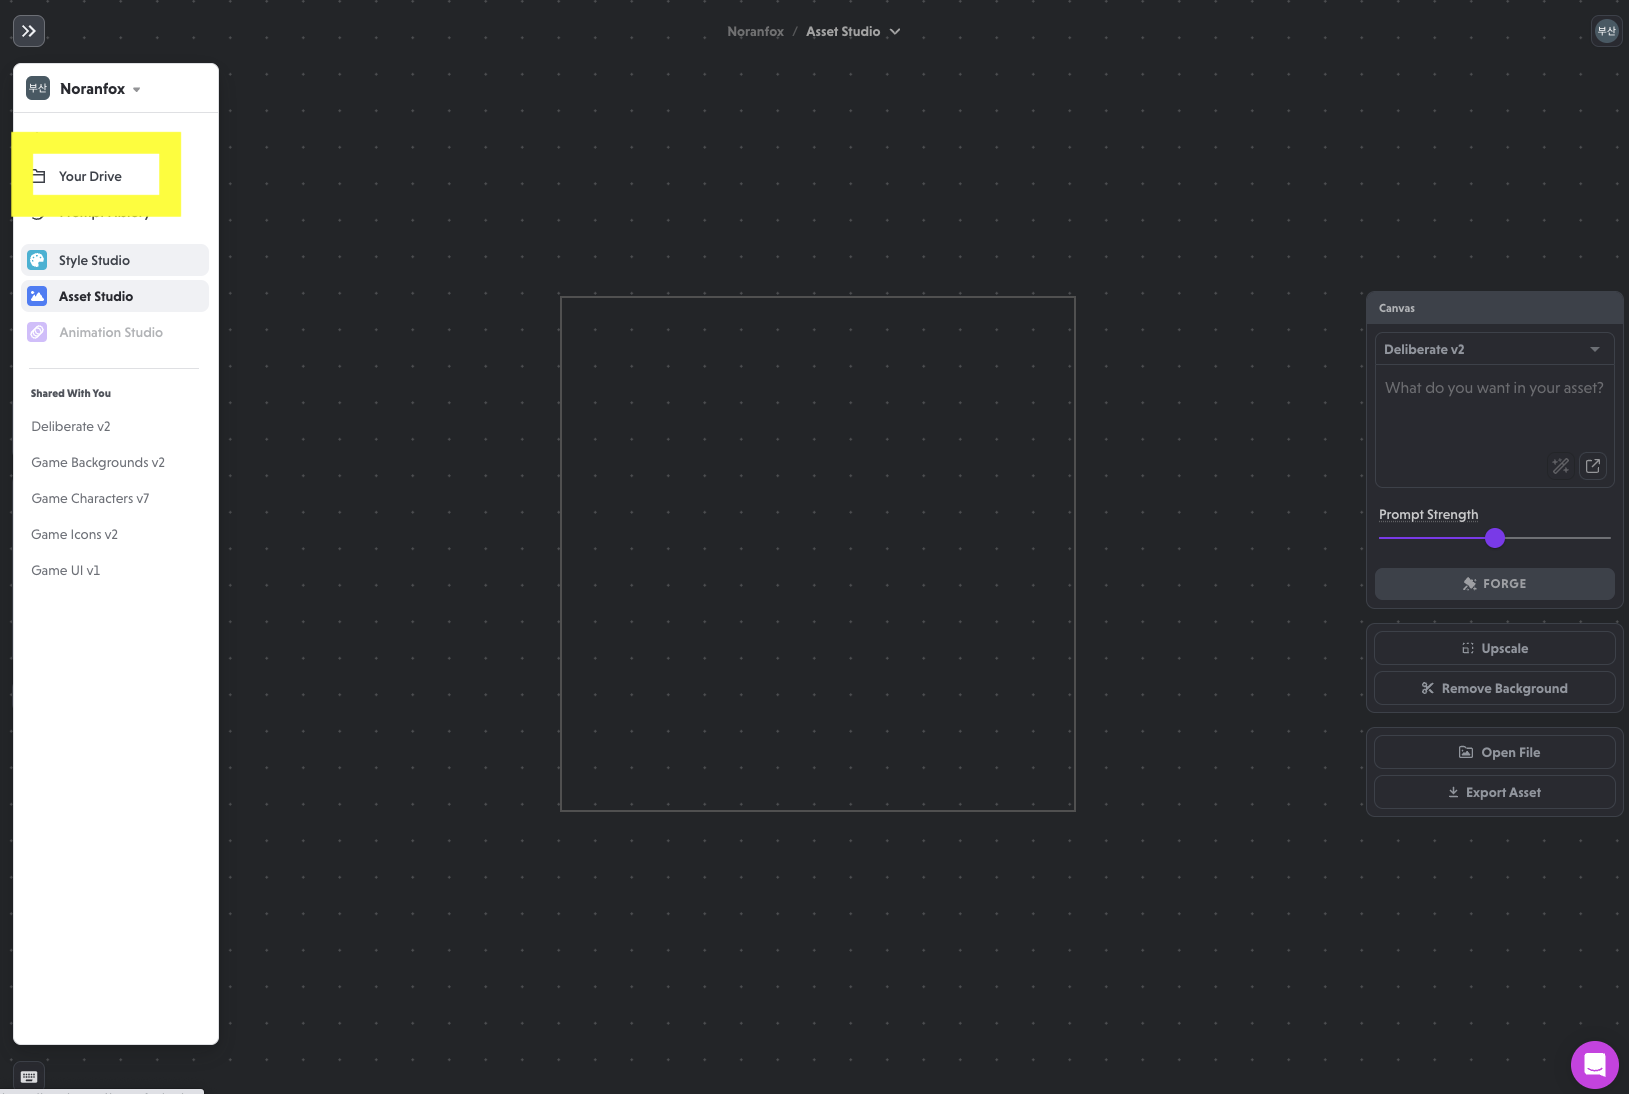 Noranfox / Asset Studio
부산
부산 Noranfox
Your Drive
Prompt History
Style Studio
Asset Studio
Animation Studio
Shared With You
Deliberate v2
Game Backgrounds v2
Game Characters v7
Game Icons v2
Game UI v1
Canvas
Deliberate v2
What do you want in your asset?
Prompt Strength
FORGE
Upscale
Remove Background
Open File
Export Asset